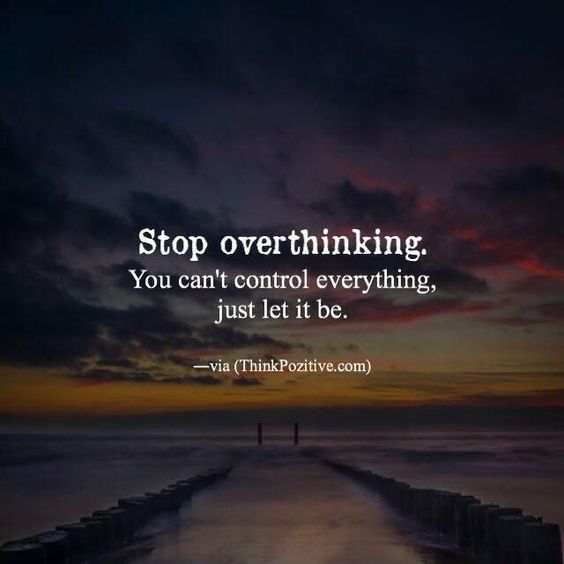 Stop overthinking.
You can't control everything,
just let it be.
—via (ThinkPozitive.com)